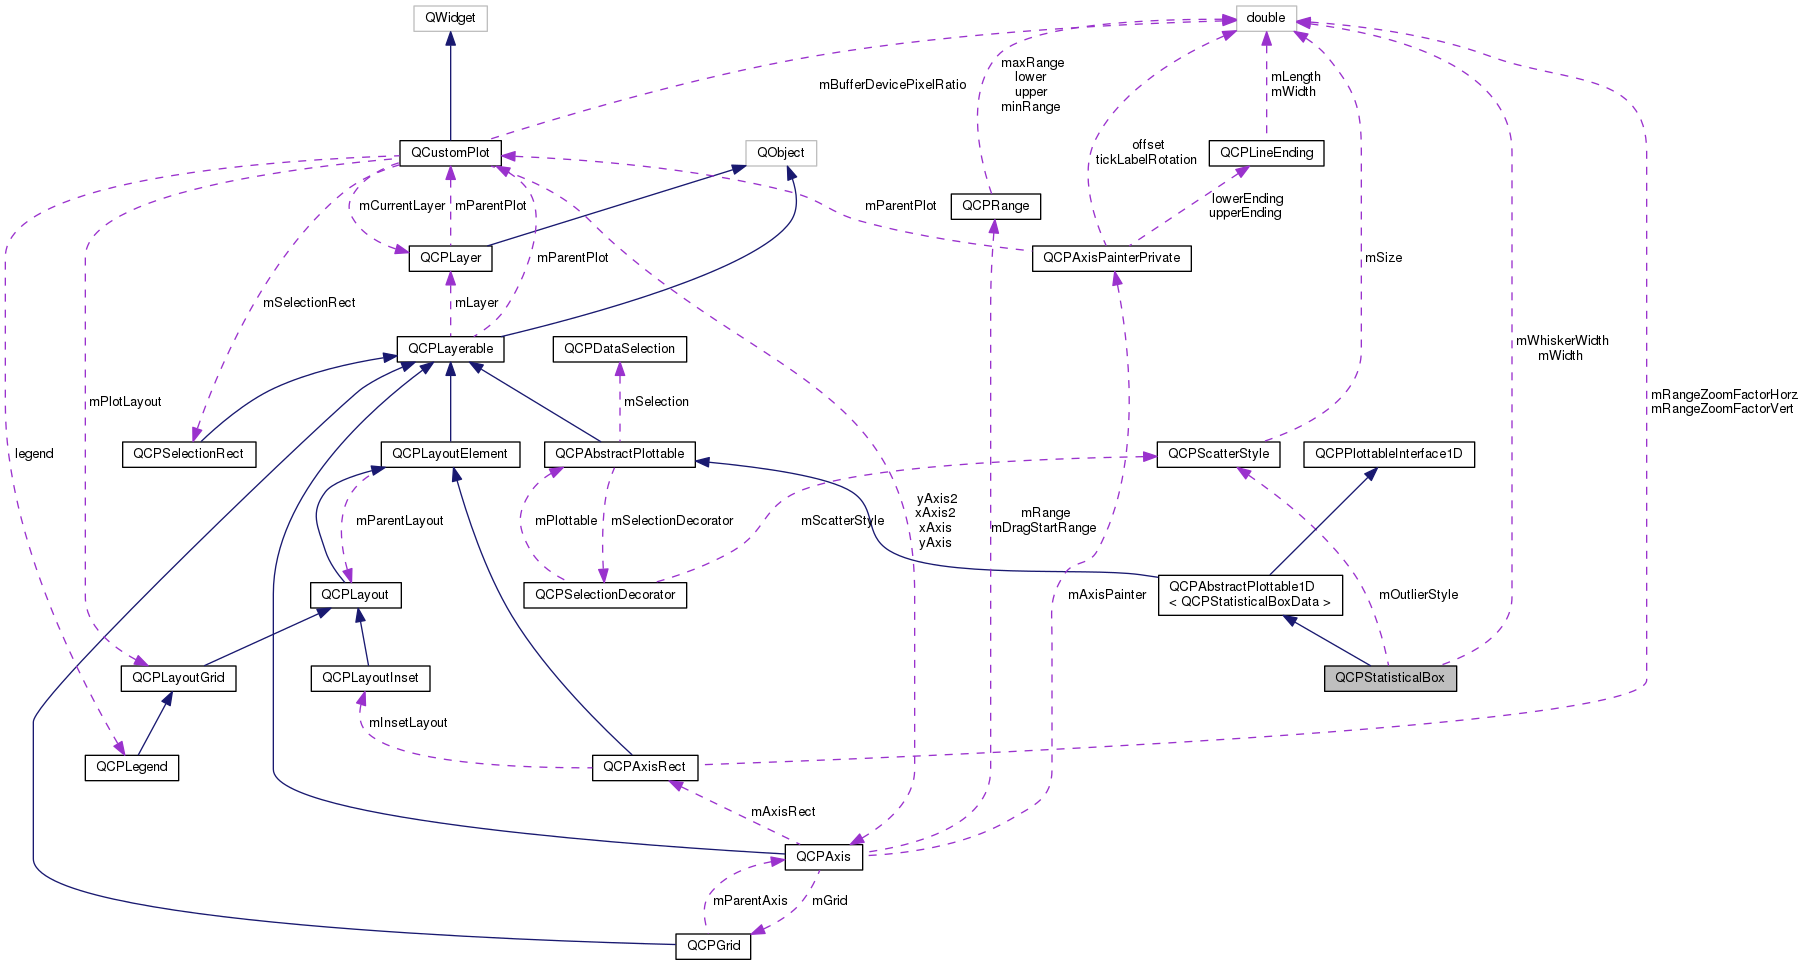 QWidget
double
maxRange
lower
upper
minRange
mLength
mWidth
mBufferDevicePixelRatio
QCustomPlot
QObject
offset
tickLabelRotation
QCPLineEnding
mCurrentLayer
mParentPlot
mParentPlot
QCPRange
lowerEnding
upperEnding
QCPLayer
mParentPlot
QCPAxisPainterPrivate
mSize
mSelectionRect
mLayer
QCPLayerable
QCPDataSelection
mWhiskerWidth
mWidth
mPlotLayout
mSelection
mRangeZoomFactorHorz
mRangeZoomFactorVert
legend
QCPSelectionRect
QCPLayoutElement
QCPAbstractPlottable
QCPScatterStyle
QCPPlottableInterface1D
mParentLayout
mPlottable
mSelectionDecorator
mScatterStyle
yAxis2
xAxis2
xAxis
yAxis
mRange
mDragStartRange
QCPLayout
QCPSelectionDecorator
mAxisPainter
QCPAbstractPlottable1D
< QCPStatisticalBoxData >
mOutlierStyle
QCPLayoutGrid
QCPLayoutInset
QCPStatisticalBox
mInsetLayout
QCPLegend
QCPAxisRect
mAxisRect
QCPAxis
mParentAxis
mGrid
QCPGrid